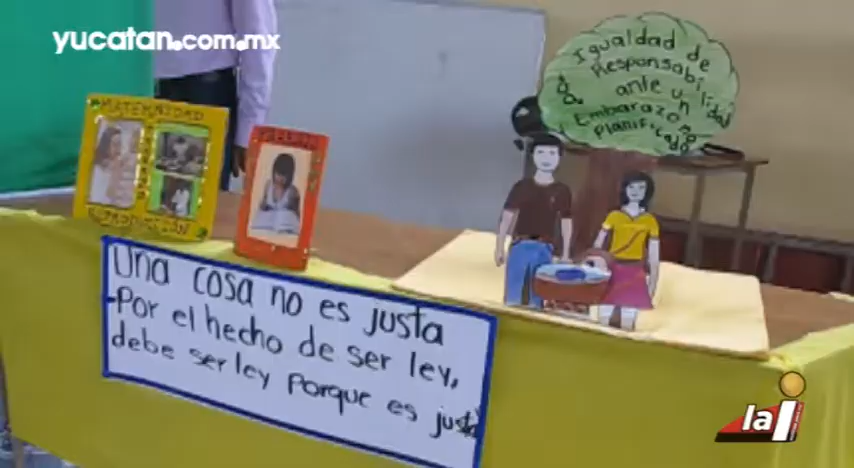 yucatan.com.mx
Igualdad de
Responsabilidad
ante un
Embarazo no
planificado
MATERNIDAD
Una cosa no es justa
Por el hecho de ser ley,
debe ser ley porque es justa
la i